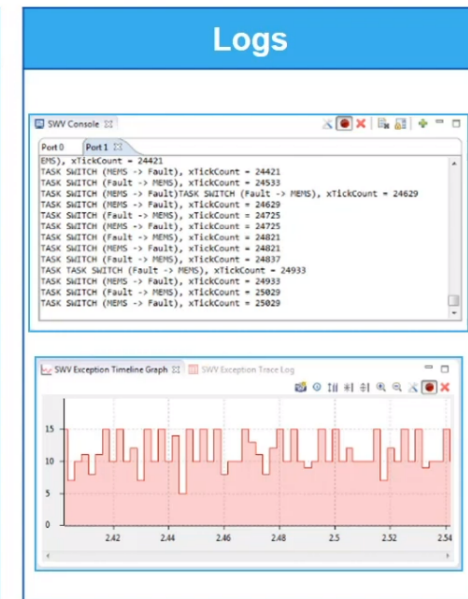 Logs
SWV Console
Port 0 Port 1
EMS), xTickCount = 24421
TASK SWITCH (MEMS -> Fault), xTickCount = 24421
TASK SWITCH (Fault -> MEMS), xTickCount = 24533
TASK SWITCH (MEMS -> Fault)TASK SWITCH (Fault -> MEMS), xTickCount = 24629
TASK SWITCH (MEMS -> Fault), xTickCount = 24629
TASK SWITCH (Fault -> MEMS), xTickCount = 24725
TASK SWITCH (MEMS -> Fault), xTickCount = 24725
TASK SWITCH (Fault -> MEMS), xTickCount = 24821
TASK SWITCH (MEMS -> Fault), xTickCount = 24821
TASK SWITCH (Fault -> MEMS), xTickCount = 24837
TASK TASK SWITCH (Fault -> MEMS), xTickCount = 24933
TASK SWITCH (MEMS -> Fault), xTickCount = 24933
TASK SWITCH (Fault -> MEMS), xTickCount = 25029
TASK SWITCH (MEMS -> Fault), xTickCount = 25029
SWV Exception Timeline Graph SWV Exception Trace Log
15
10
5
0
2.42 2.44 2.46 2.48 2.5 2.52 2.54